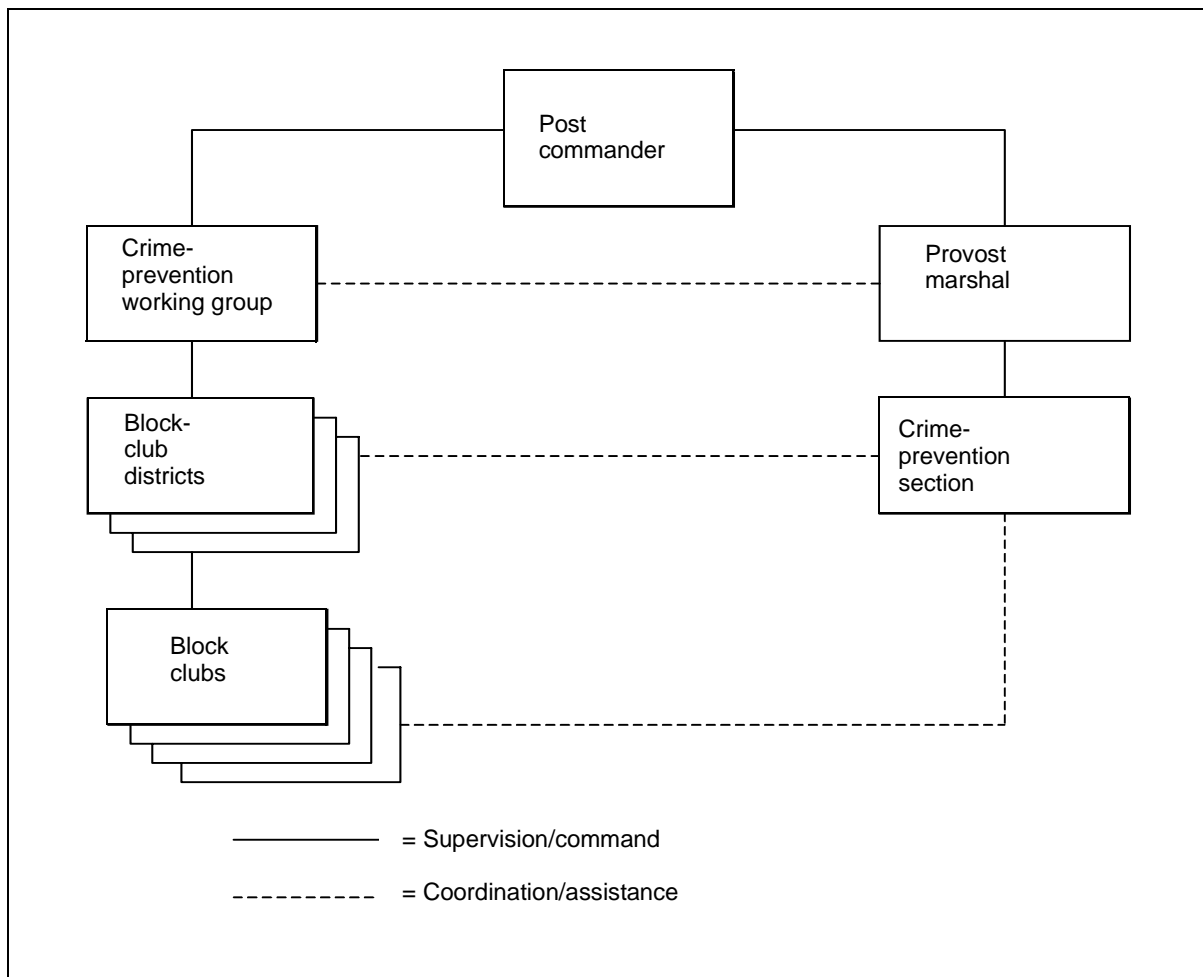 Post
commander
Crime-
prevention
working group
Provost
marshal
Block-
club
districts
Crime-
prevention
section
Block
clubs
= Supervision/command
= Coordination/assistance